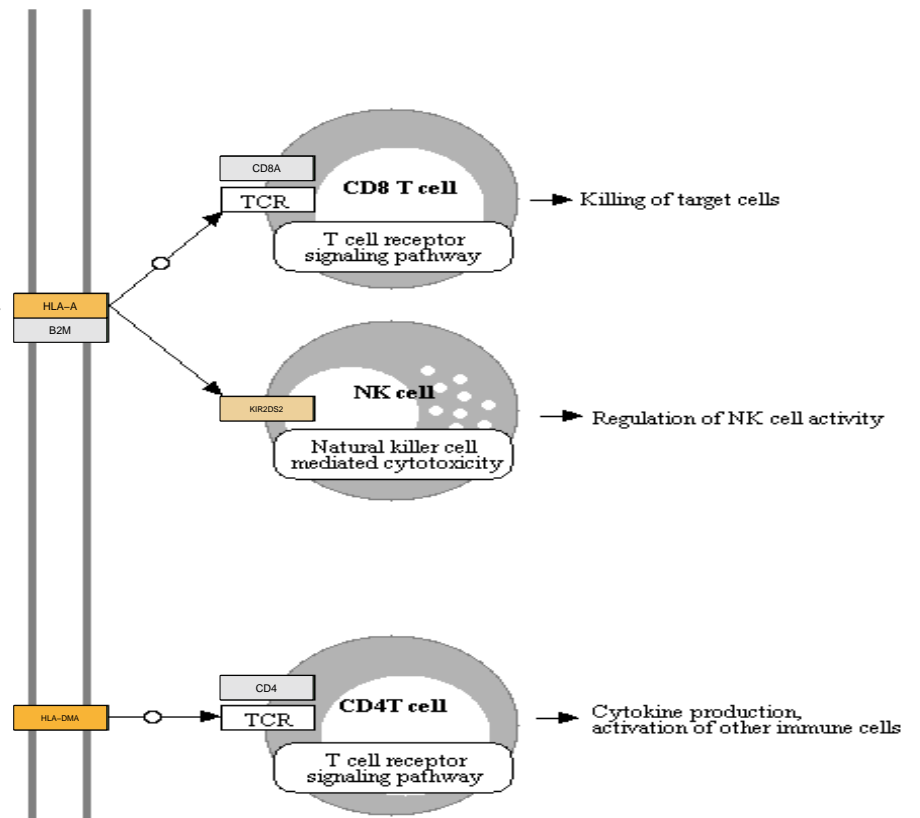 CD8A
TCR
CD8 T cell
T cell receptor
signaling pathway
Killing of target cells
HLA−A
B2M
KIR2DS2
NK cell
Natural killer cell
mediated cytotoxicity
Regulation of NK cell activity
CD4
HLA−DMA
TCR
CD4T cell
T cell receptor
signaling pathway
Cytokine production,
activation of other immune cells